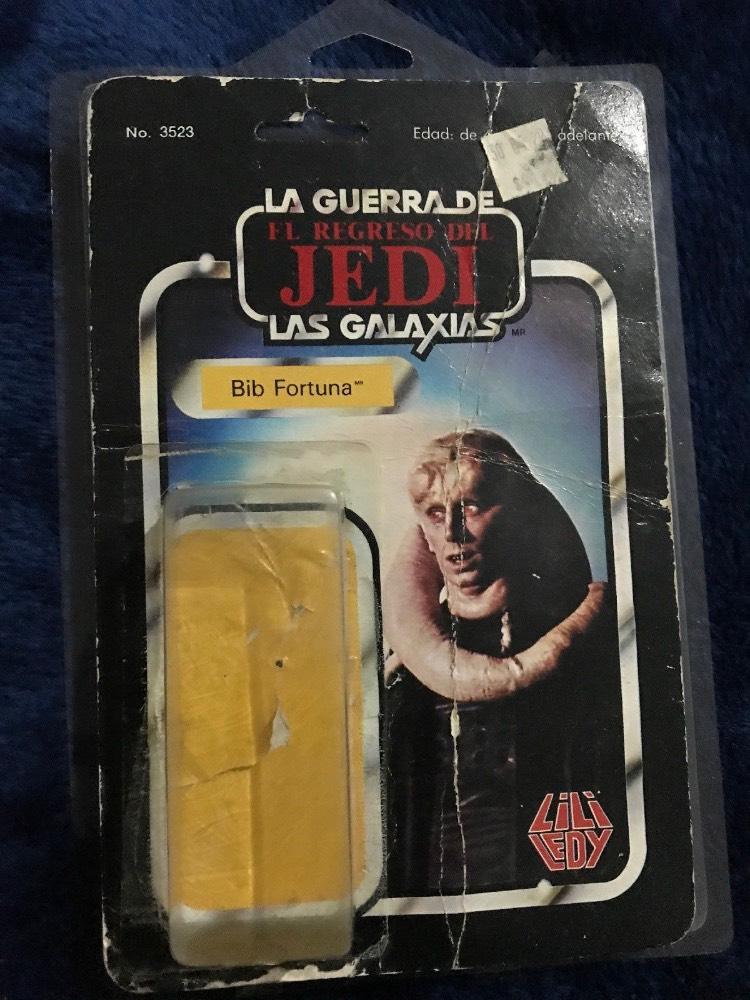 No. 3523
Edad: de adelante
LA GUERRA DE
EL REGRESO DEL
JEDI
LAS GALAXIAS MR
Bib Fortuna MR
LiLi
LEDY